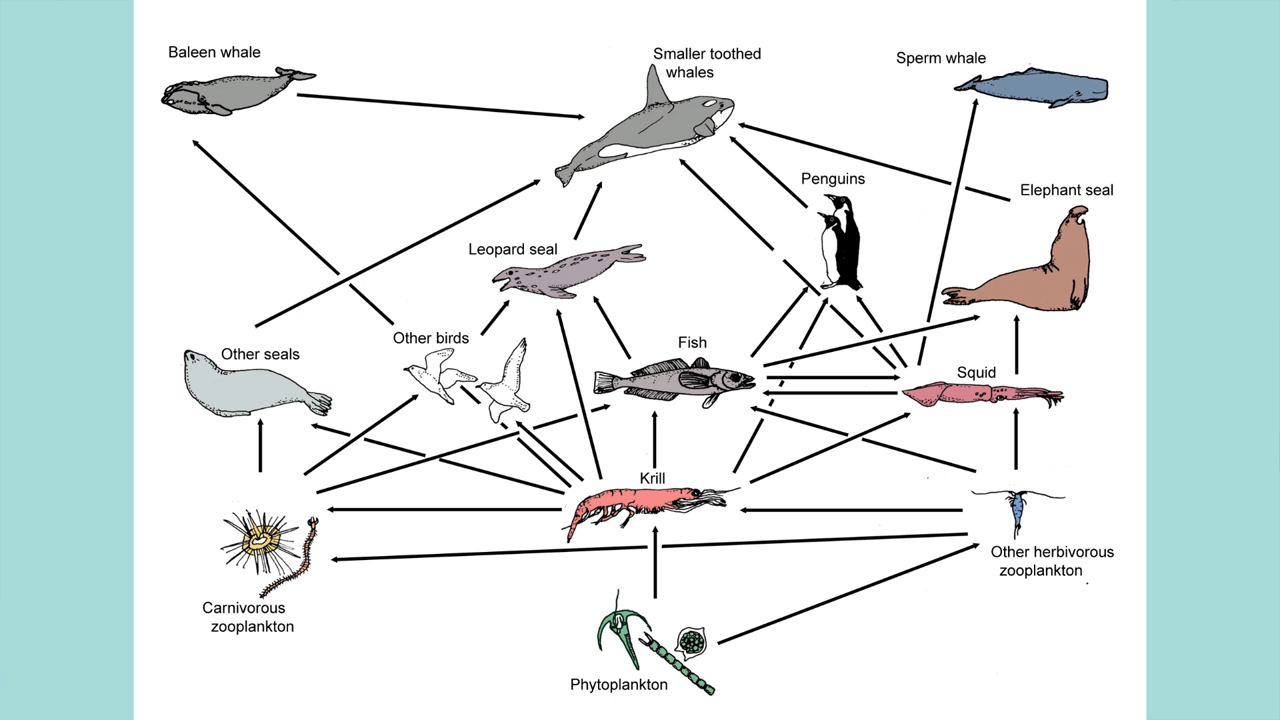 Baleen whale
Smaller toothed
whales
Sperm whale
Penguins
Elephant seal
Leopard seal
Other birds
Fish
Other seals
Squid
Krill
Other herbivorous
zooplankton
Carnivorous
zooplankton
Phytoplankton